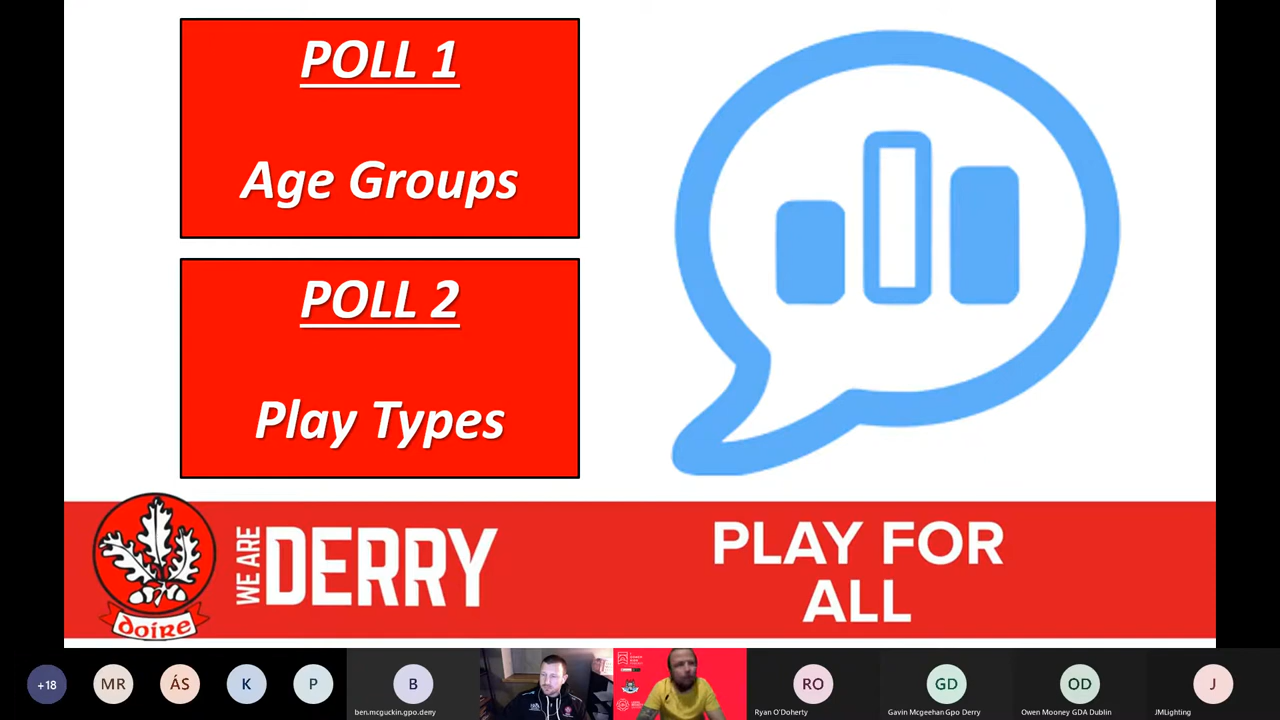 POLL 1
Age Groups
POLL 2
Play Types
doire
WE ARE
DERRY
PLAY FOR
ALL
+18
MR
ÁS
K
P
B
ben.mcguckin.gpo.derry
RO
Ryan O'Doherty
GD
Gavin Mcgeehan Gpo Derry
OD
Owen Mooney GDA Dublin
J
JMLighting